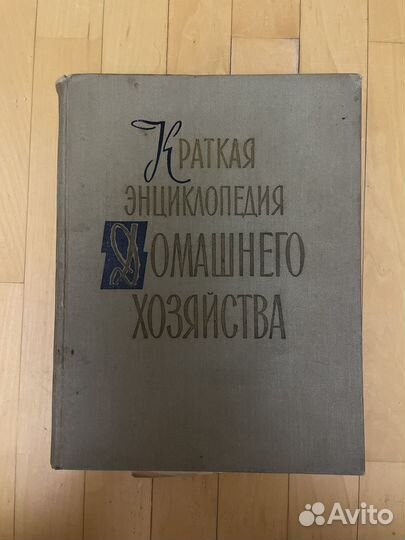 Краткая
энциклопедия
Домашнего
хозяйства
Avito